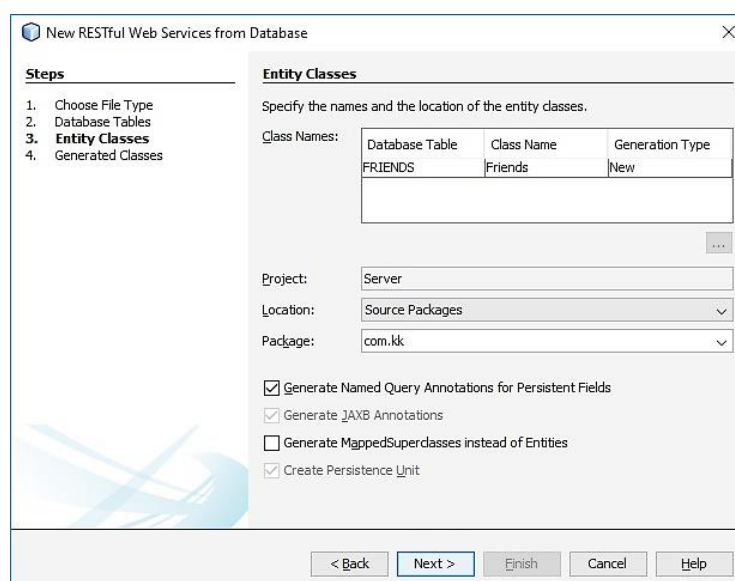 New RESTful Web Services from Database
Steps
1. Choose File Type
2. Database Tables
3. Entity Classes
4. Generated Classes
Entity Classes
Specify the names and the location of the entity classes.
Class Names:
Database Table Class Name Generation Type
FRIENDS Friends New
...
Project: Server
Location: Source Packages
Package: com.kk
Generate Named Query Annotations for Persistent Fields
Generate JAXB Annotations
Generate MappedSuperclasses instead of Entities
Create Persistence Unit
< Back Next > Finish Cancel Help